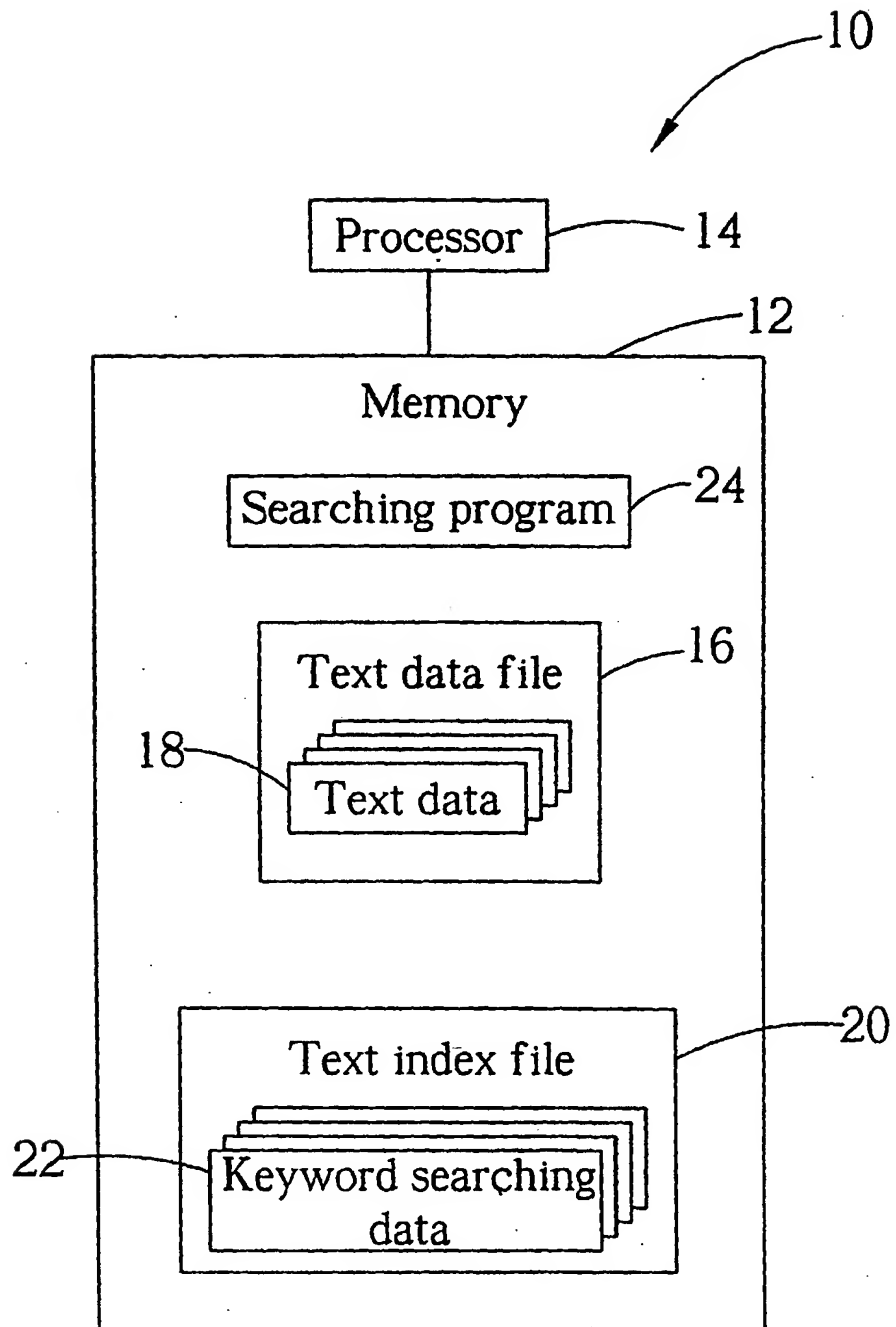 10
Processor
14
12
Memory
Searching program
24
Text data file
16
18
Text data
Text index file
20
22
Keyword searching
data